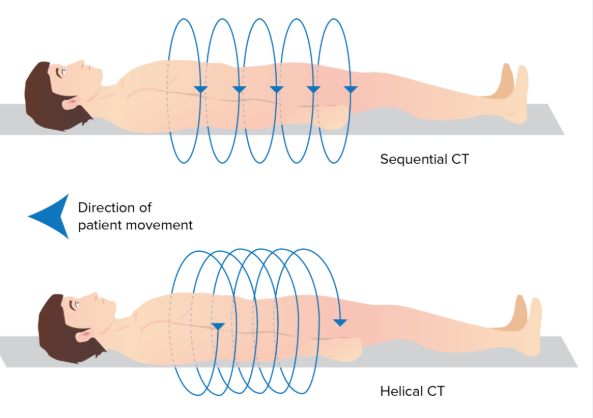 Sequential CT
Direction of
patient movement
Helical CT